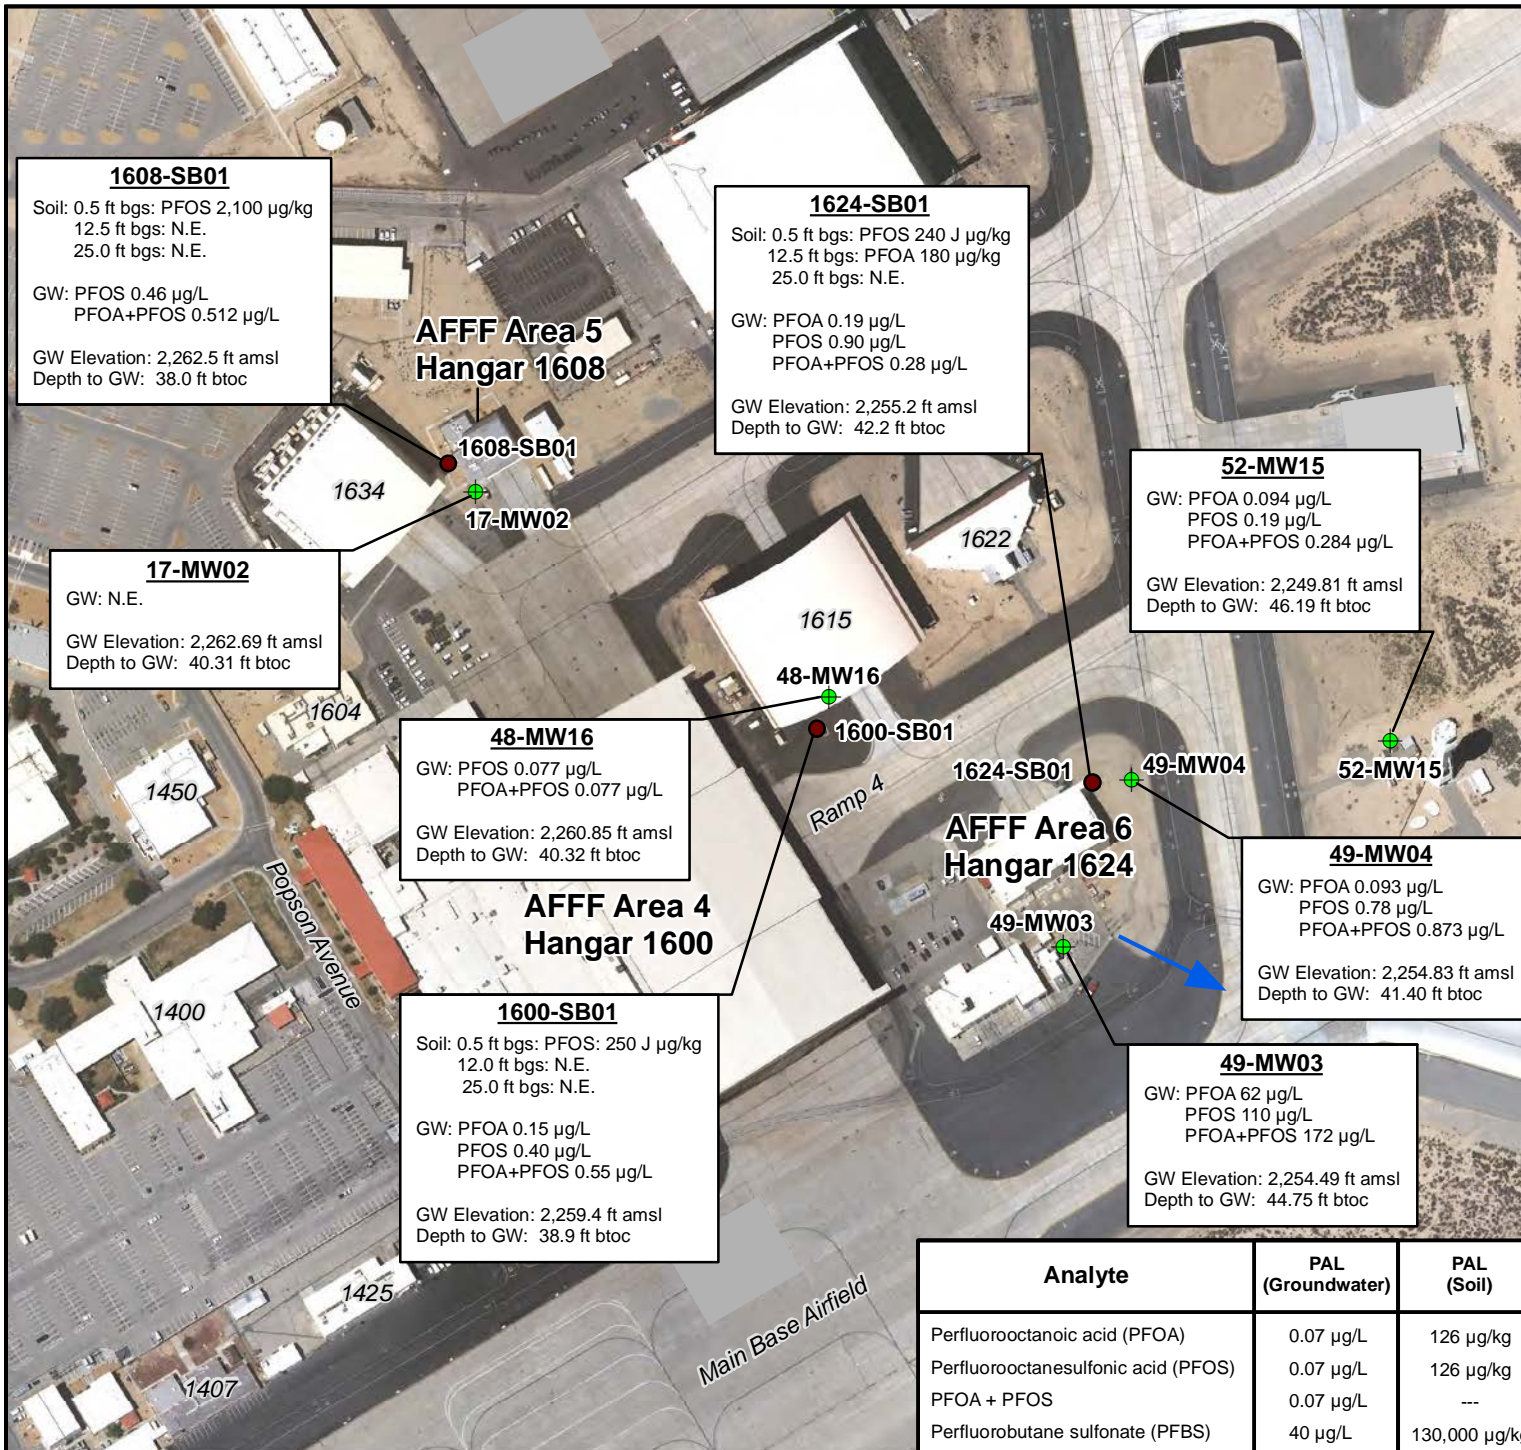 1608-SB01
Soil: 0.5 ft bgs: PFOS 2,100 µg/kg
12.5 ft bgs: N.E.
25.0 ft bgs: N.E.
GW: PFOS 0.46 µg/L
PFOA+PFOS 0.512 µg/L
GW Elevation: 2,262.5 ft amsl
Depth to GW: 38.0 ft btoc
1624-SB01
Soil: 0.5 ft bgs: PFOS 240 J µg/kg
12.5 ft bgs: PFOA 180 µg/kg
25.0 ft bgs: N.E.
GW: PFOA 0.19 µg/L
PFOS 0.90 µg/L
PFOA+PFOS 0.28 µg/L
GW Elevation: 2,255.2 ft amsl
Depth to GW: 42.2 ft btoc
AFFF Area 5
Hangar 1608
1608-SB01
1634
17-MW02
52-MW15
GW: PFOA 0.094 µg/L
PFOS 0.19 µg/L
PFOA+PFOS 0.284 µg/L
GW Elevation: 2,249.81 ft amsl
Depth to GW: 46.19 ft btoc
1622
17-MW02
GW: N.E.
GW Elevation: 2,262.69 ft amsl
Depth to GW: 40.31 ft btoc
1615
48-MW16
1604
1600-SB01
48-MW16
GW: PFOS 0.077 µg/L
PFOA+PFOS 0.077 µg/L
GW Elevation: 2,260.85 ft amsl
Depth to GW: 40.32 ft btoc
1450
Ramp 4
1624-SB01
49-MW04
52-MW15
AFFF Area 6
Hangar 1624
49-MW04
GW: PFOA 0.093 µg/L
PFOS 0.78 µg/L
PFOA+PFOS 0.873 µg/L
GW Elevation: 2,254.83 ft amsl
Depth to GW: 41.40 ft btoc
Popson Avenue
AFFF Area 4
Hangar 1600
49-MW03
1400
1600-SB01
Soil: 0.5 ft bgs: PFOS: 250 J µg/kg
12.0 ft bgs: N.E.
25.0 ft bgs: N.E.
GW: PFOA 0.15 µg/L
PFOS 0.40 µg/L
PFOA+PFOS 0.55 µg/L
GW Elevation: 2,259.4 ft amsl
Depth to GW: 38.9 ft btoc
49-MW03
GW: PFOA 62 µg/L
PFOS 110 µg/L
PFOA+PFOS 172 µg/L
GW Elevation: 2,254.49 ft amsl
Depth to GW: 44.75 ft btoc
1425
1407
Main Base Airfield
Analyte PAL (Groundwater) PAL (Soil)
Perfluorooctanoic acid (PFOA) 0.07 µg/L 126 µg/kg
Perfluorooctanesulfonic acid (PFOS) 0.07 µg/L 126 µg/kg
PFOA + PFOS 0.07 µg/L ---
Perfluorobutane sulfonate (PFBS) 40 µg/L 130,000 µg/kg